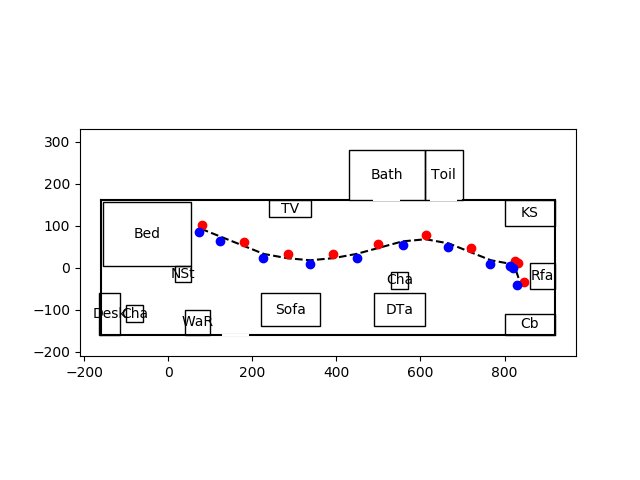 300
200
100
0
−100
−200
−200
0
200
400
600
800
Bath
Toil
TV
KS
Bed
NSt
Cha
Rfa
Desk
Cha
WaR
Sofa
DTa
Cb